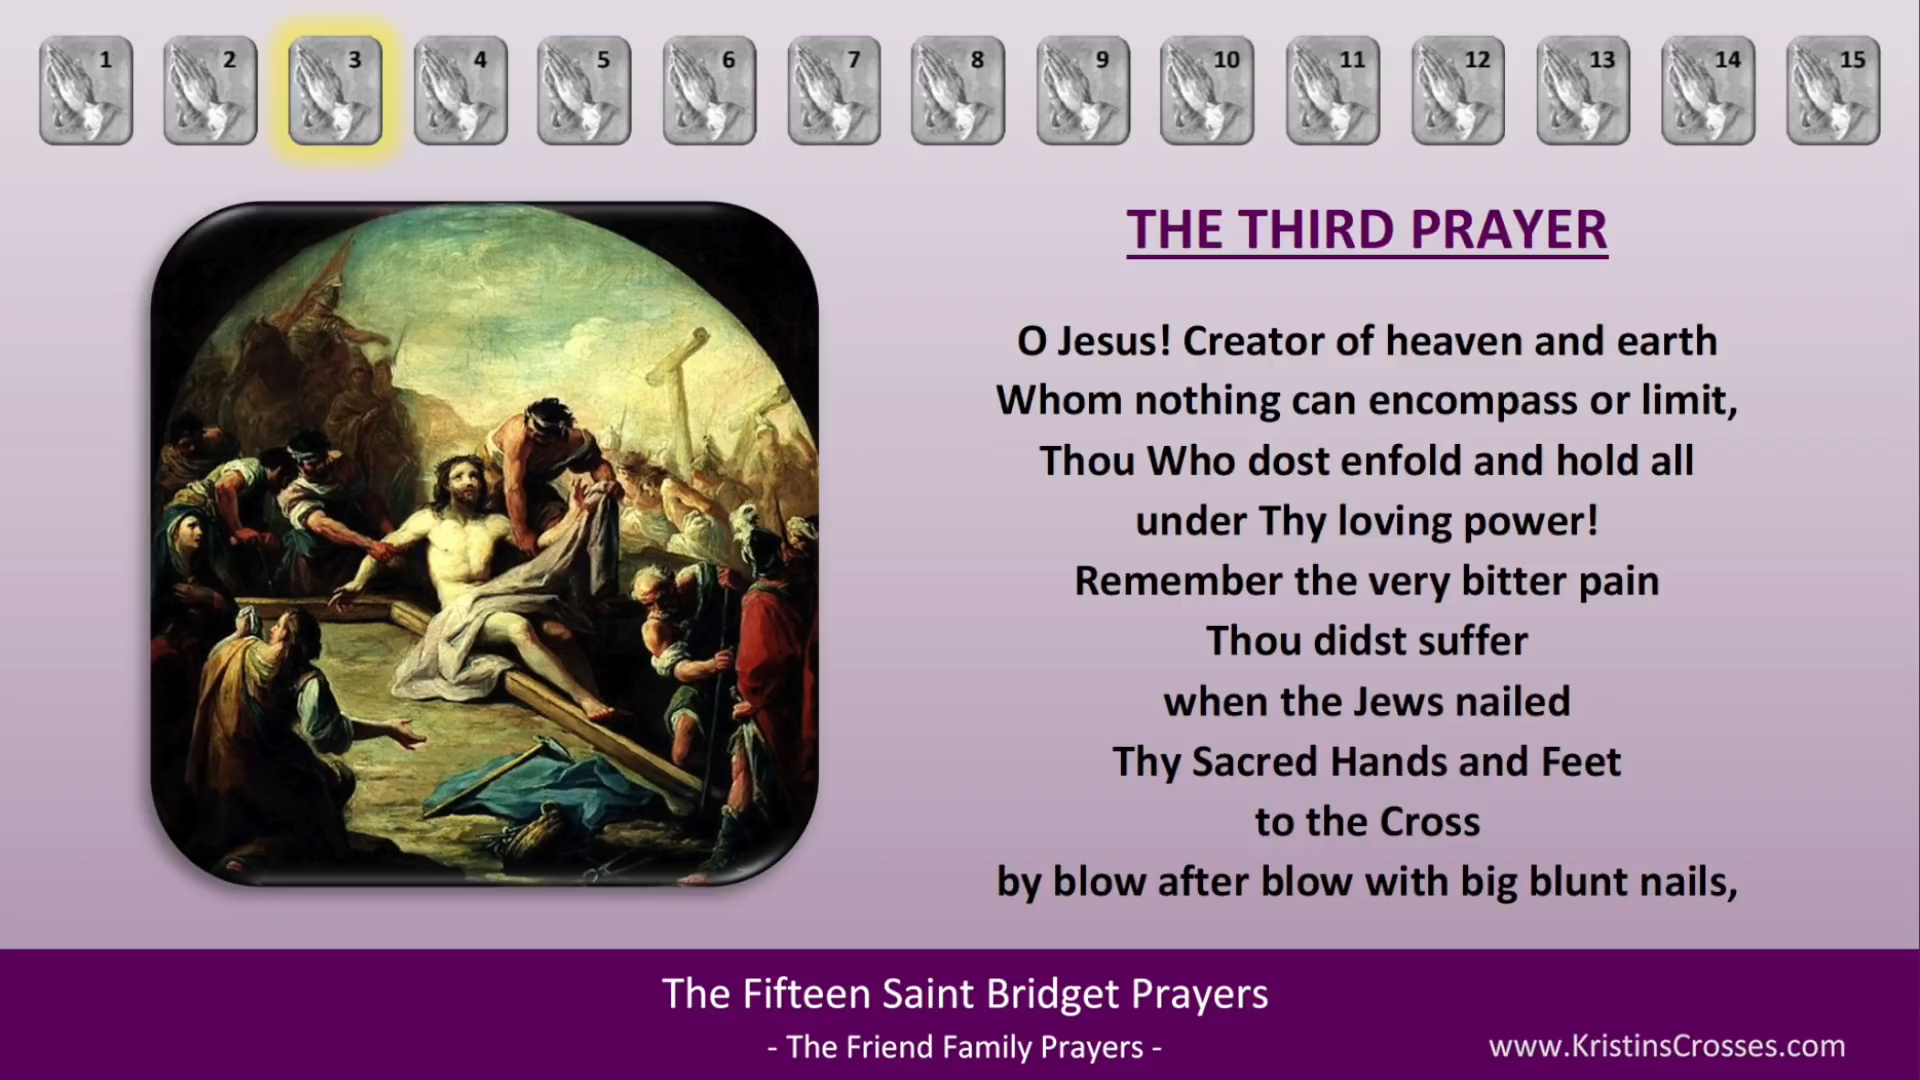 1 2 3 4 5 6 7 8 9 10 11 12 13 14 15
THE THIRD PRAYER
O Jesus! Creator of heaven and earth
Whom nothing can encompass or limit,
Thou Who dost enfold and hold all
under Thy loving power!
Remember the very bitter pain
Thou didst suffer
when the Jews nailed
Thy Sacred Hands and Feet
to the Cross
by blow after blow with big blunt nails,
The Fifteen Saint Bridget Prayers
- The Friend Family Prayers -
www.KristinsCrosses.com